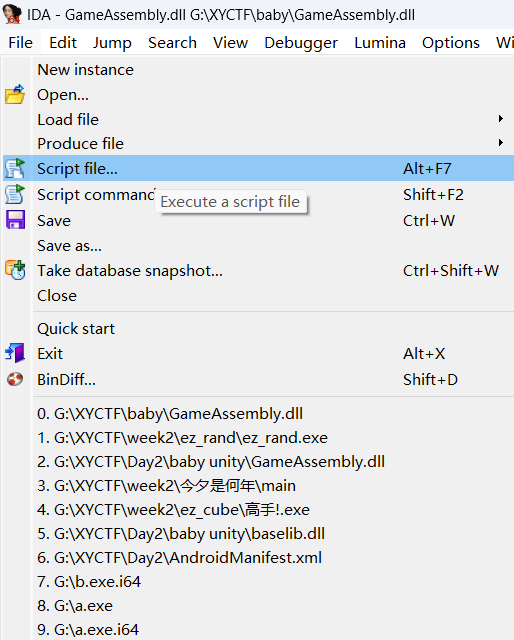 IDA - GameAssembly.dll G:\XYCTF\baby\GameAssembly.dll
File Edit Jump Search View Debugger Lumina Options Wi
New instance
Open...
Load file
Produce file
Script file... Alt+F7
Script command Shift+F2
Execute a script file
Save Ctrl+W
Save as...
Take database snapshot... Ctrl+Shift+W
Close
Quick start
Exit Alt+X
BinDiff... Shift+D
0. G:\XYCTF\baby\GameAssembly.dll
1. G:\XYCTF\week2\ez_rand\ez_rand.exe
2. G:\XYCTF\Day2\baby unity\GameAssembly.dll
3. G:\XYCTF\week2\今夕是何年\main
4. G:\XYCTF\week2\ez_cube\高手!.exe
5. G:\XYCTF\Day2\baby unity\baselib.dll
6. G:\XYCTF\Day2\AndroidManifest.xml
7. G:\b.exe.i64
8. G:\a.exe
9. G:\a.exe.i64